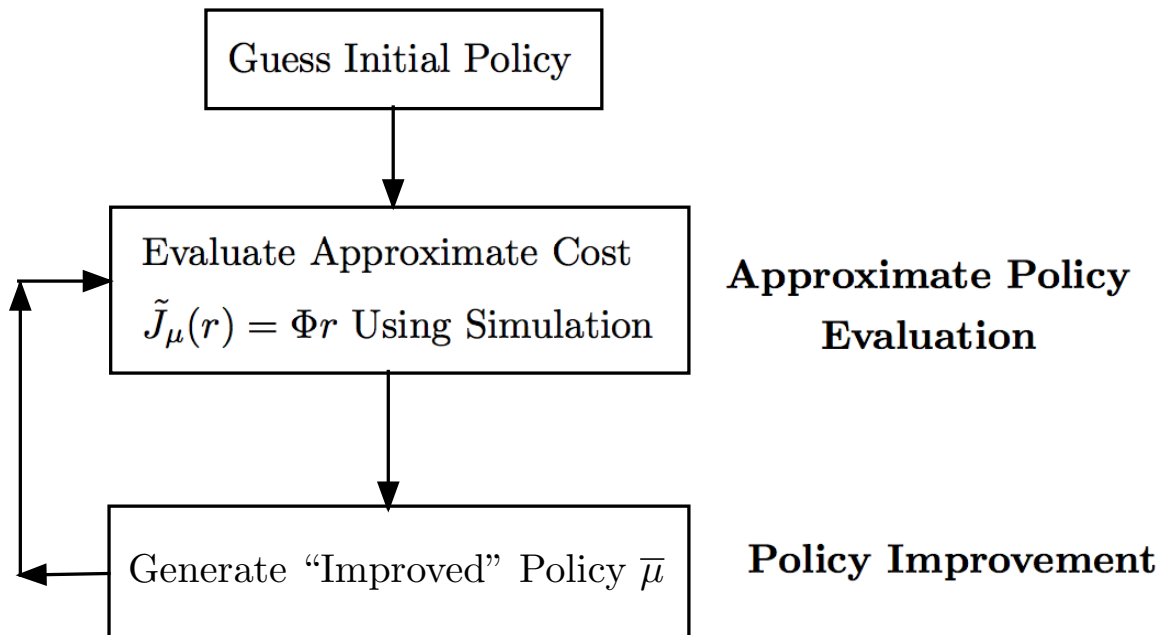 Guess Initial Policy
Evaluate Approximate Cost
J̃μ(r) = Φr Using Simulation
Approximate Policy
Evaluation
Generate “Improved” Policy μ̅
Policy Improvement